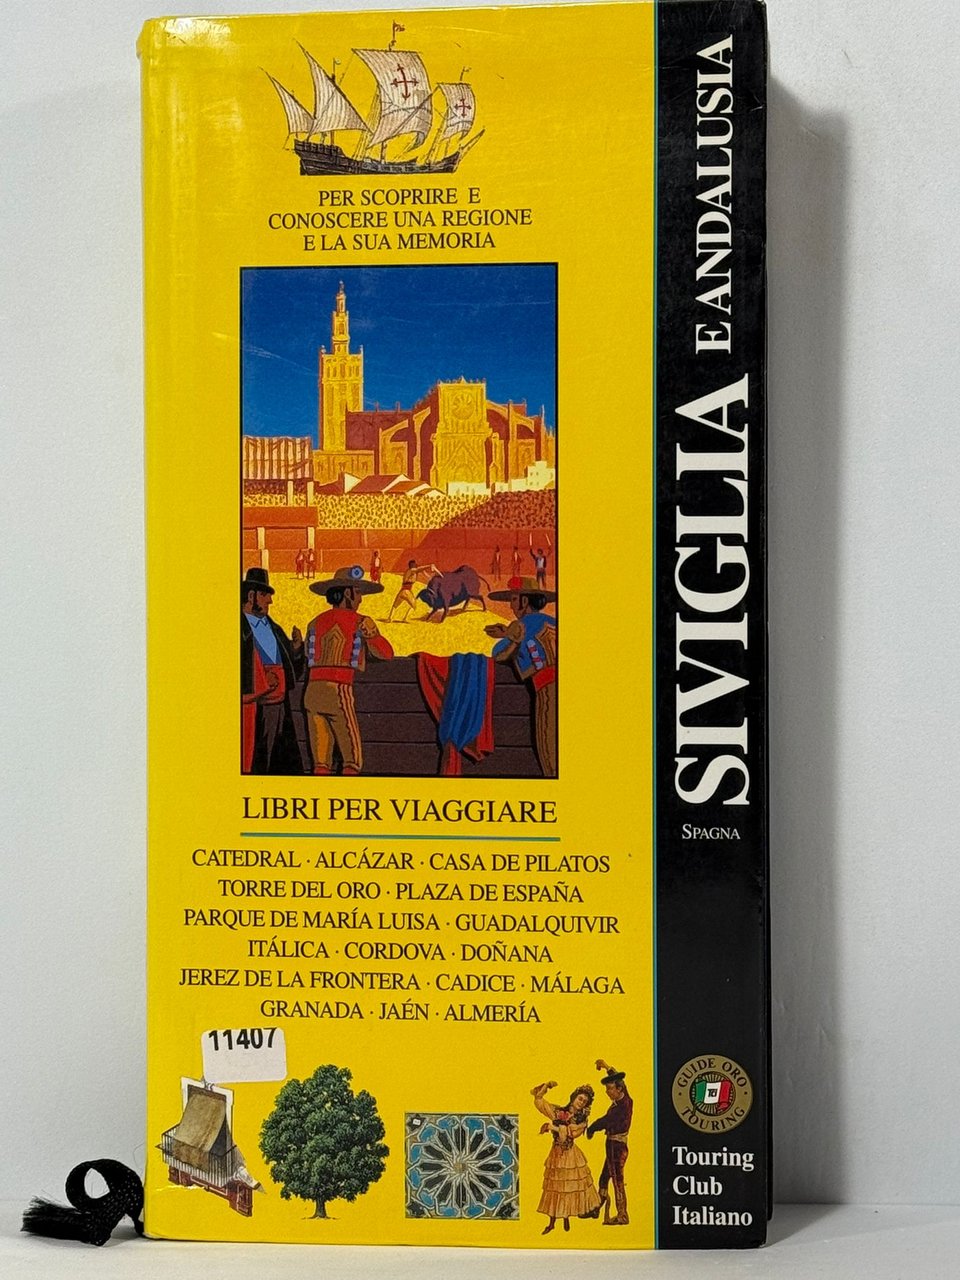 PER SCOPRIRE E
CONOSCERE UNA REGIONE
E LA SUA MEMORIA
LIBRI PER VIAGGIARE
CATEDRAL · ALCÁZAR · CASA DE PILATOS
TORRE DEL ORO · PLAZA DE ESPAÑA
PARQUE DE MARÍA LUISA · GUADALQUIVIR
ITÁLICA · CORDOVA · DOÑANA
JEREZ DE LA FRONTERA · CADICE · MÁLAGA
GRANADA · JAÉN · ALMERÍA
11407
SIVIGLIA E ANDALUSIA
SPAGNA
· GUIDE ORO · TOURING
TCI
Touring
Club
Italiano